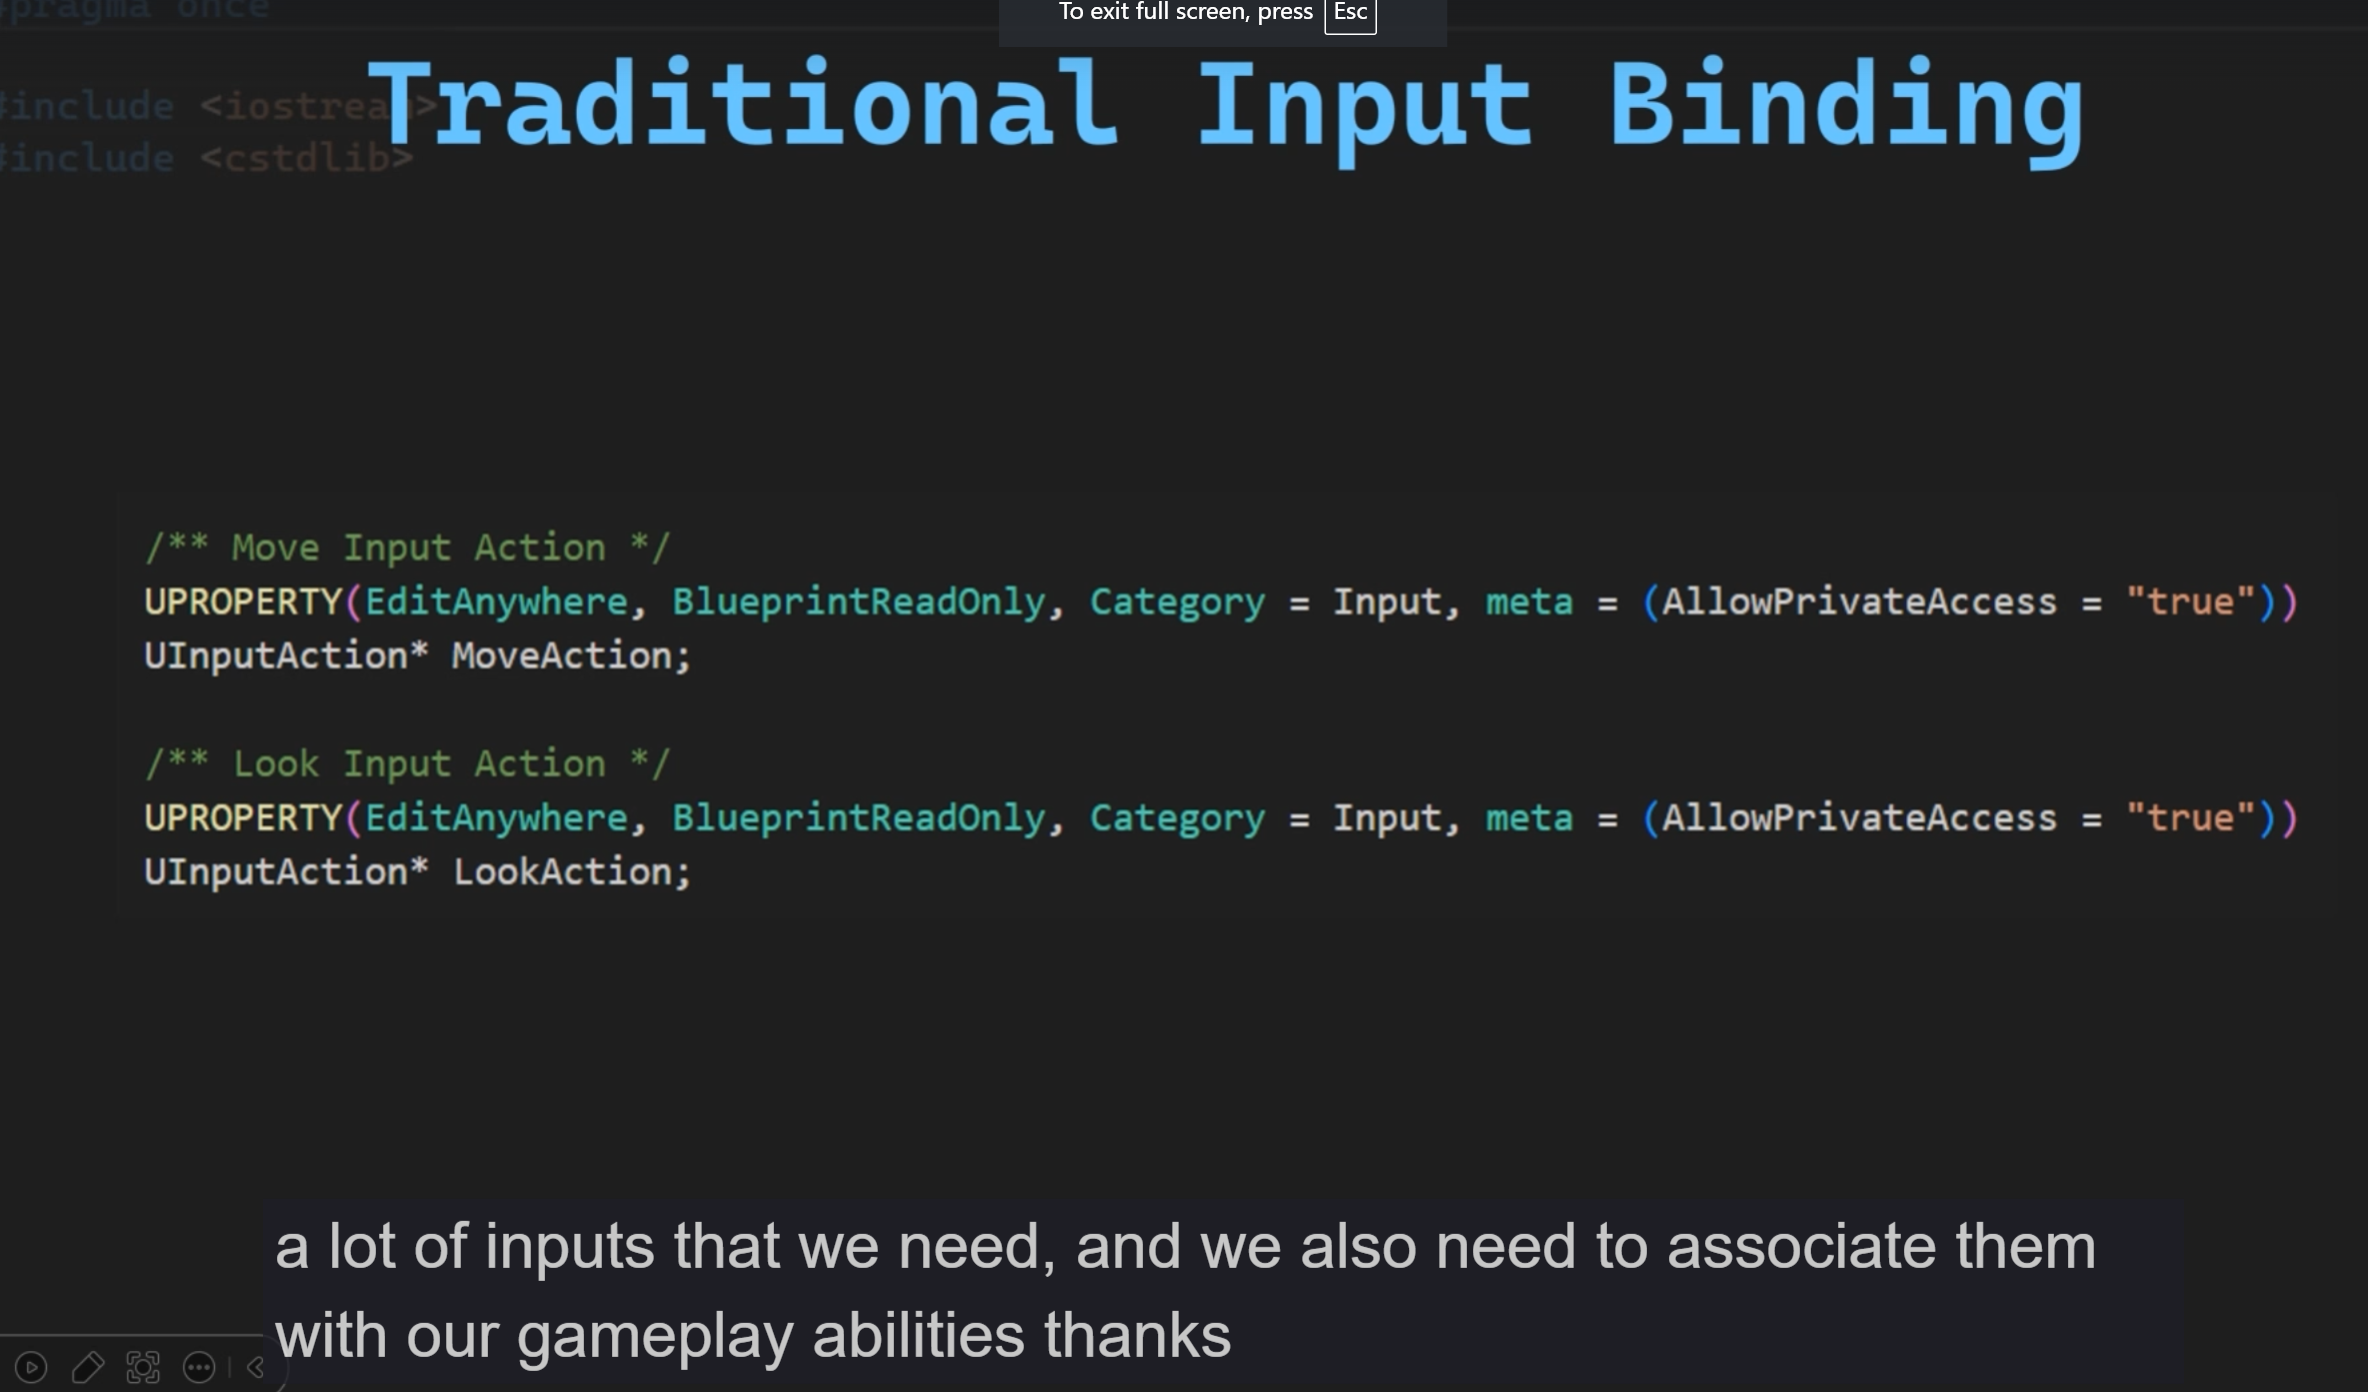 #pragma once
To exit full screen, press Esc
Traditional Input Binding
#include <iostream>
#include <cstdlib>
/** Move Input Action */
UPROPERTY(EditAnywhere, BlueprintReadOnly, Category = Input, meta = (AllowPrivateAccess = "true"))
UInputAction* MoveAction;
/** Look Input Action */
UPROPERTY(EditAnywhere, BlueprintReadOnly, Category = Input, meta = (AllowPrivateAccess = "true"))
UInputAction* LookAction;
a lot of inputs that we need, and we also need to associate them
with our gameplay abilities thanks